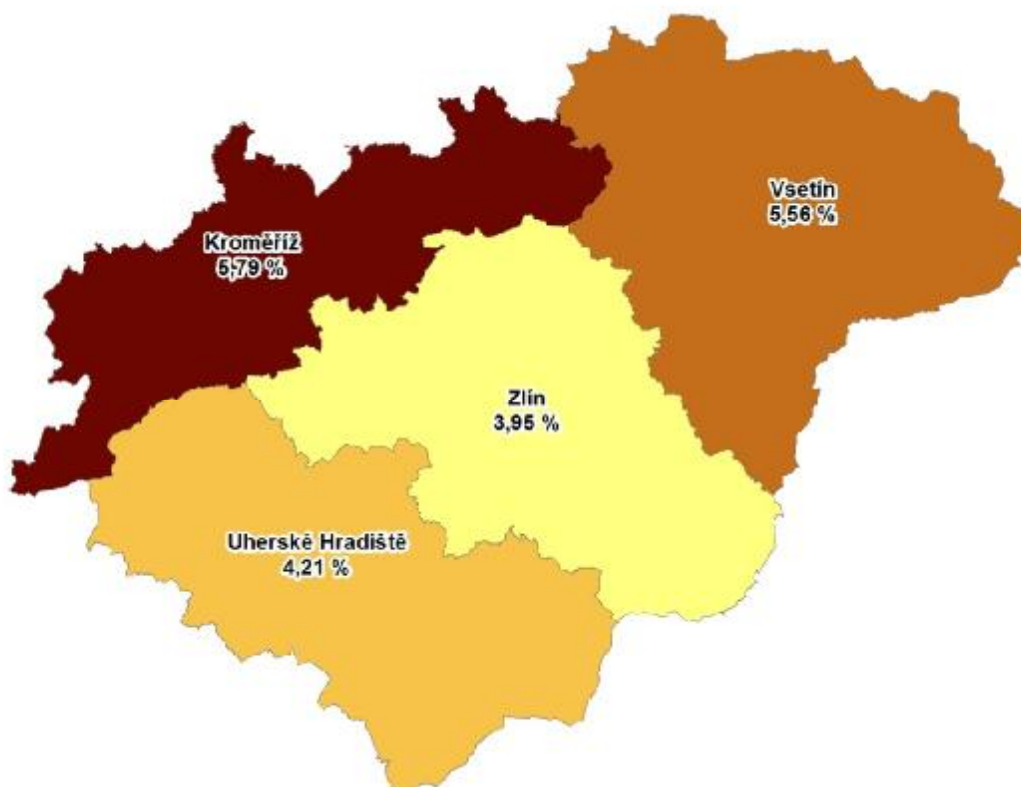 Vsetín
5,56 %
Kroměříž
5,79 %
Zlín
3,95 %
Uherské Hradiště
4,21 %